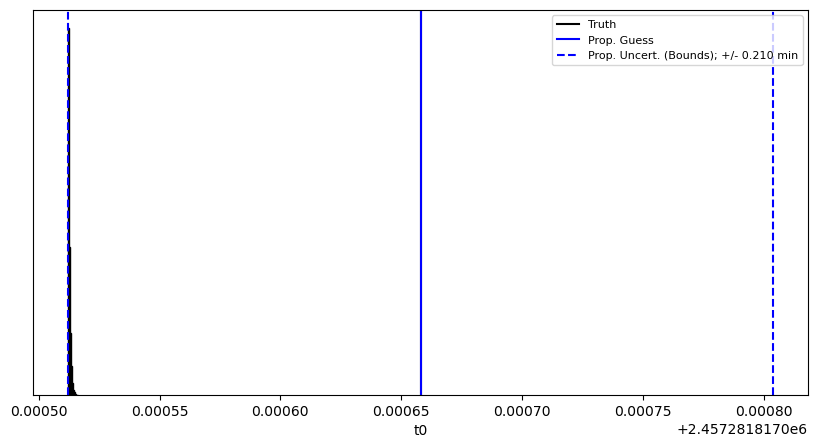 Truth
Prop. Guess
Prop. Uncert. (Bounds); +/- 0.210 min
0.00050 0.00055 0.00060 0.00065 0.00070 0.00075 0.00080
t0
+2.4572818170e6